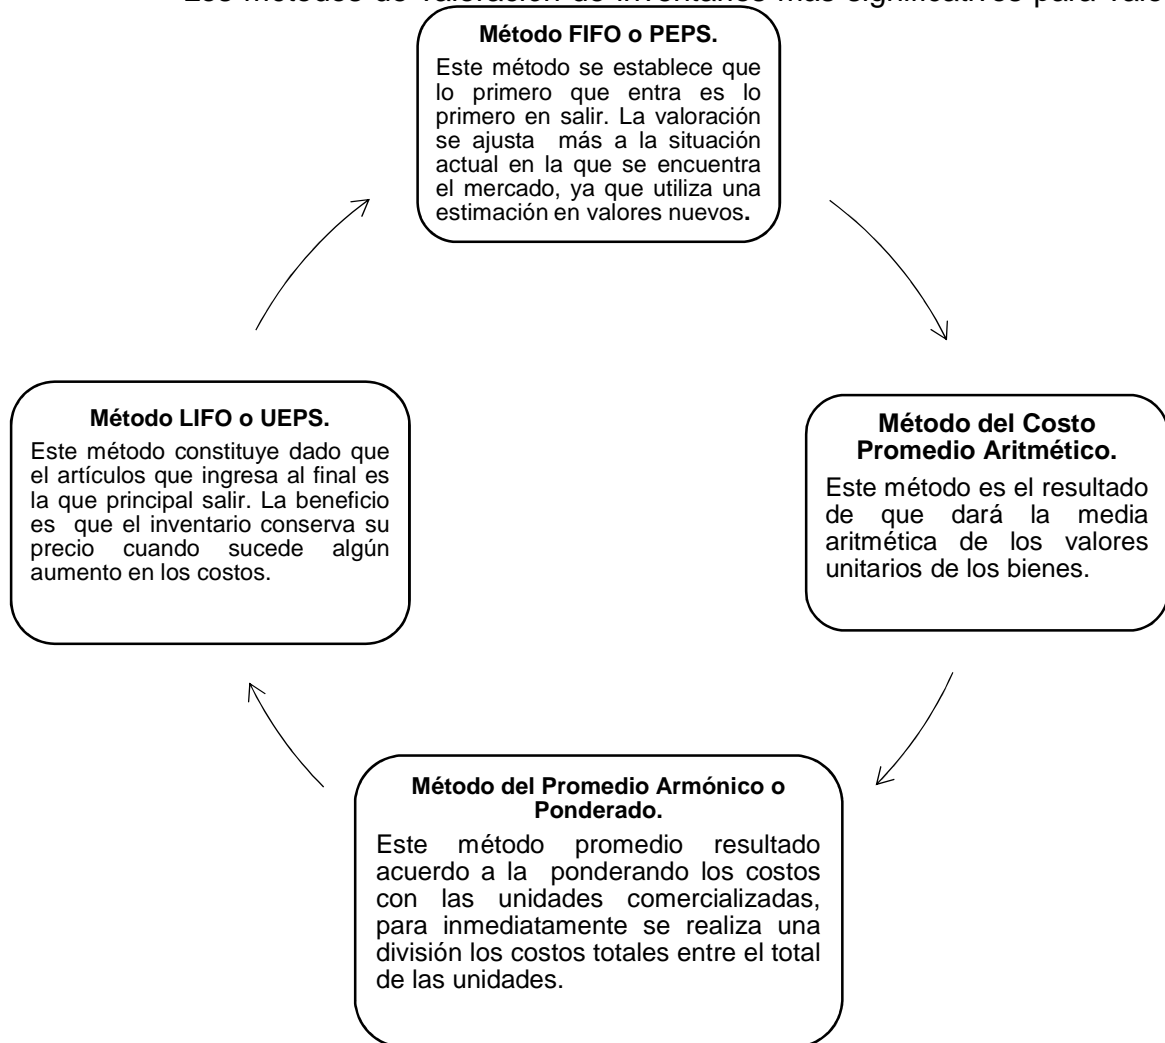 Los métodos de valoración de inventarios más significativos para valo
Método FIFO o PEPS.
Este método se establece que
lo primero que entra es lo
primero en salir. La valoración
se ajusta más a la situación
actual en la que se encuentra
el mercado, ya que utiliza una
estimación en valores nuevos.
Método del Costo
Promedio Aritmético.
Este método es el resultado
de que dará la media
aritmética de los valores
unitarios de los bienes.
Método del Promedio Armónico o
Ponderado.
Este método promedio resultado
acuerdo a la ponderando los costos
con las unidades comercializadas,
para inmediatamente se realiza una
división los costos totales entre el total
de las unidades.
Método LIFO o UEPS.
Este método constituye dado que
el artículos que ingresa al final es
la que principal salir. La beneficio
es que el inventario conserva su
precio cuando sucede algún
aumento en los costos.